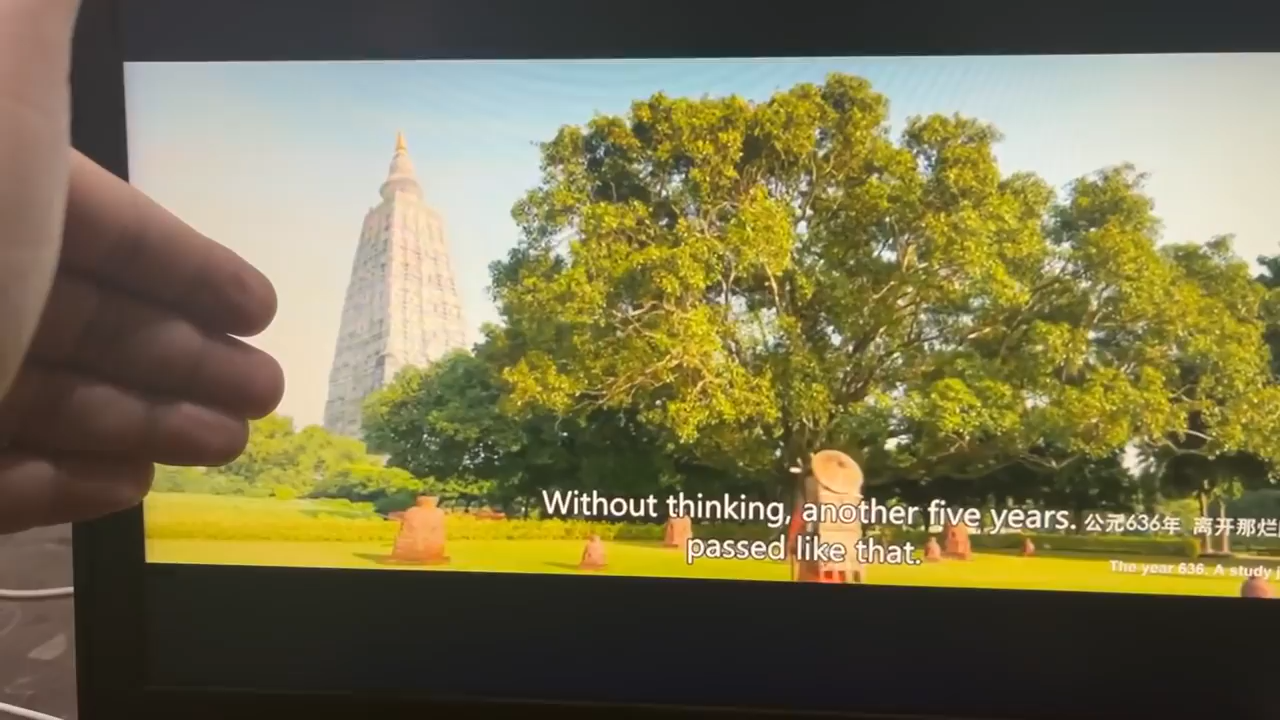 Without thinking, another five years.
passed like that.
公元636年 离开那烂
The year 636. A study